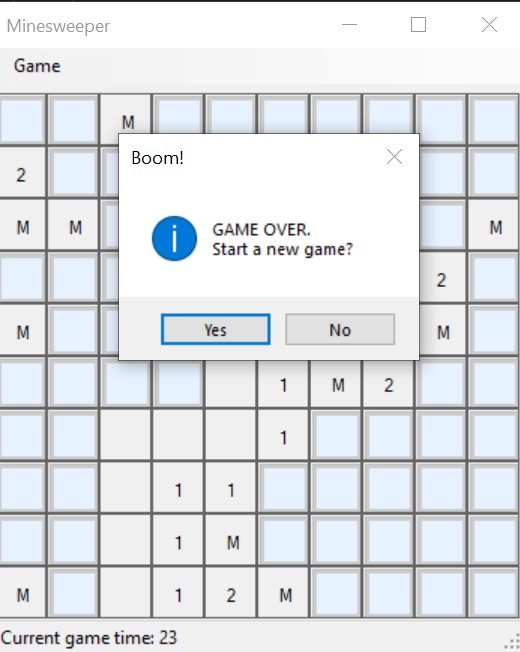 Minesweeper
Game
M
Boom!
2
M M M
GAME OVER.
Start a new game?
2
Yes No
M M
1 M 2
1
1 1
1 M
M 1 2 M
Current game time: 23